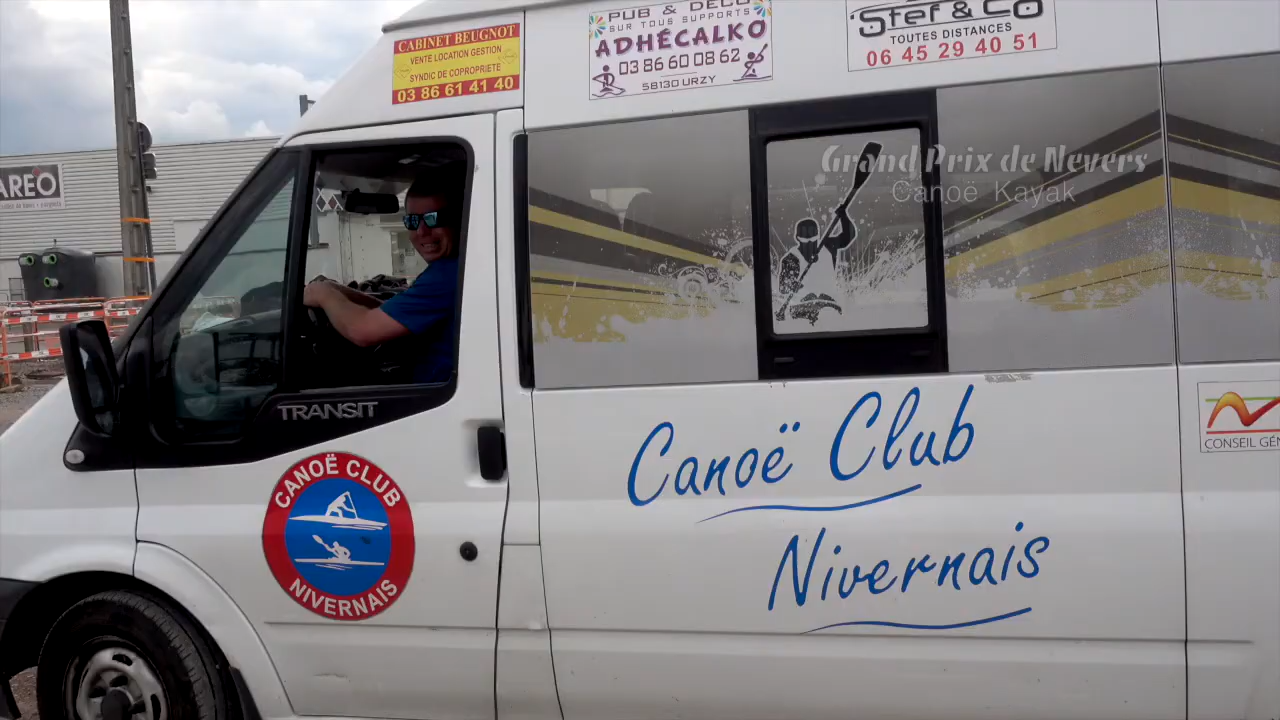 CABINET BEUGNOT
VENTE LOCATION GESTION
SYNDIC DE COPROPRIETE
03 86 61 41 40
PUB & DECO
SUR TOUS SUPPORTS
ADHÉCALKO
03 86 60 08 62
58130 URZY
Stef & Co
TOUTES DISTANCES
06 45 29 40 51
AREO
Grand Prix de Nevers
Canoë Kayak
TRANSIT
CANOË CLUB
NIVERNAIS
Canoë Club
Nivernais
CONSEIL GÉN